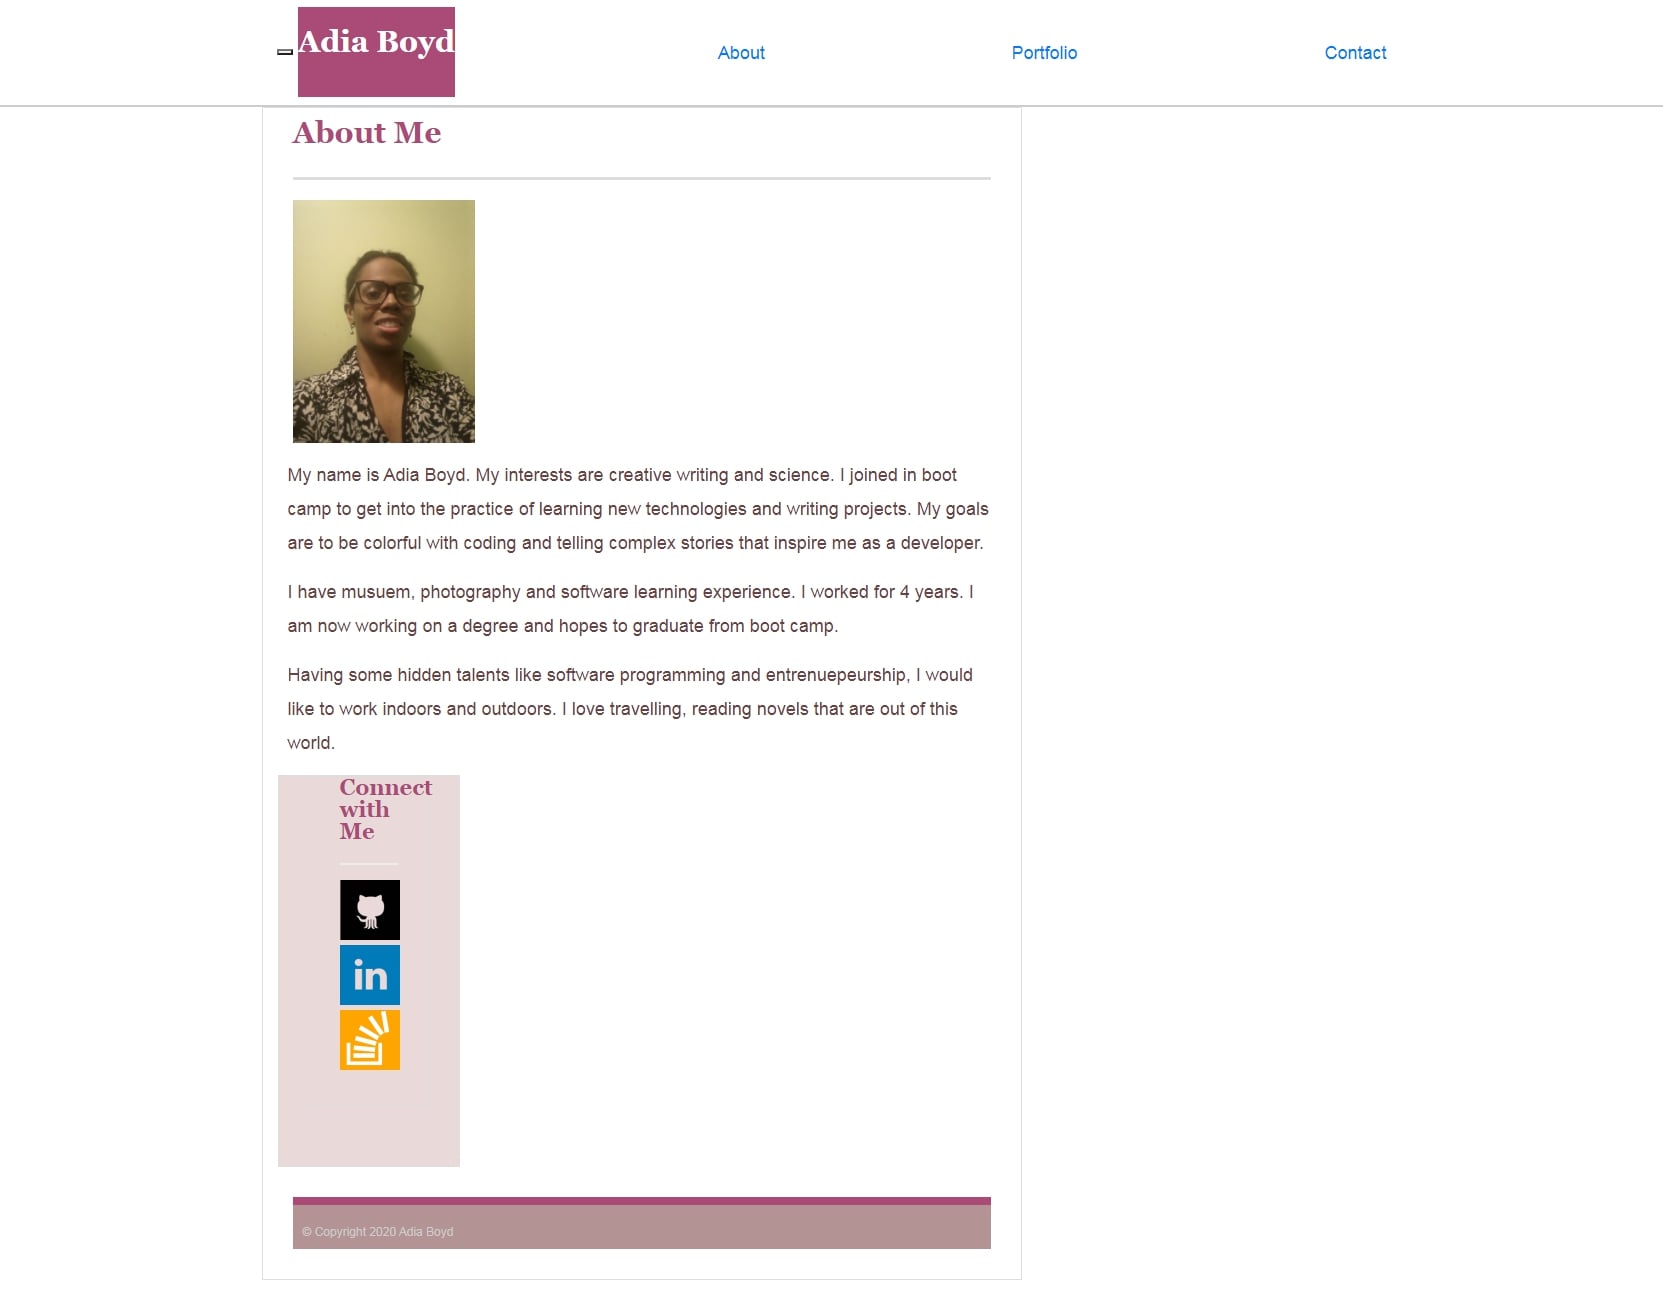 Adia Boyd
About
Portfolio
Contact
About Me
My name is Adia Boyd. My interests are creative writing and science. I joined in boot
camp to get into the practice of learning new technologies and writing projects. My goals
are to be colorful with coding and telling complex stories that inspire me as a developer.
I have musuem, photography and software learning experience. I worked for 4 years. I
am now working on a degree and hopes to graduate from boot camp.
Having some hidden talents like software programming and entrenuepeurship, I would
like to work indoors and outdoors. I love travelling, reading novels that are out of this
world.
Connect
with
Me
in
© Copyright 2020 Adia Boyd